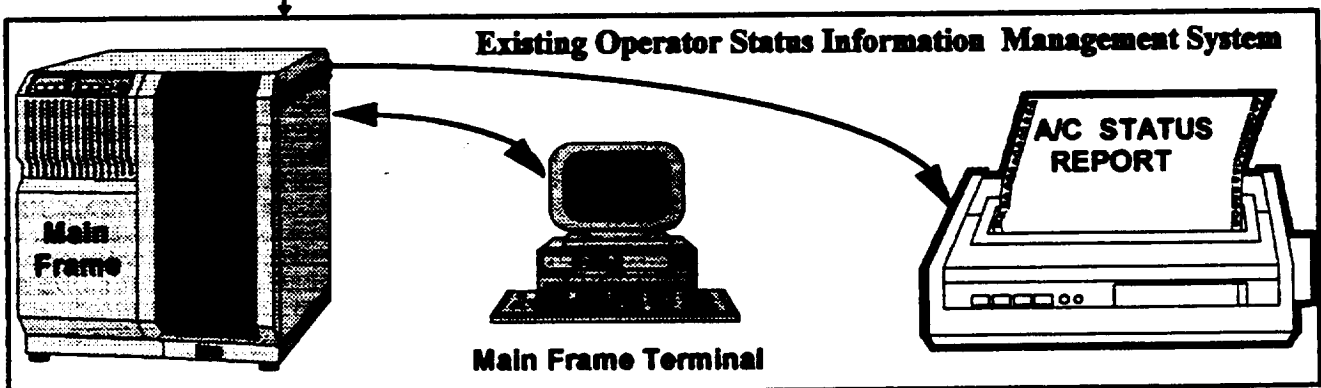 Existing Operator Status Information Management System
A/C STATUS
REPORT
Main
Frame
Main Frame Terminal